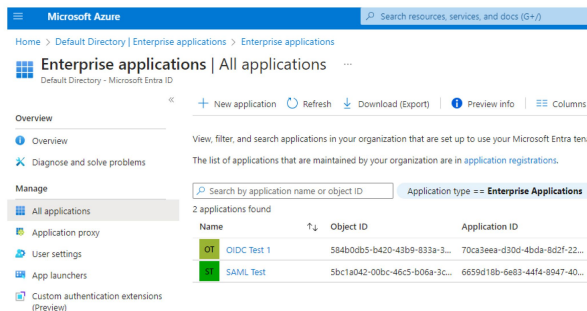 Microsoft Azure
Search resources, services, and docs (G+/)
Home > Default Directory | Enterprise applications > Enterprise applications
Enterprise applications | All applications ...
Default Directory - Microsoft Entra ID
«
+ New application Refresh Download (Export) Preview info Columns
Overview
Overview
Diagnose and solve problems
Manage
All applications
Application proxy
User settings
App launchers
Custom authentication extensions
(Preview)
View, filter, and search applications in your organization that are set up to use your Microsoft Entra
The list of applications that are maintained by your organization are in application registrations.
Search by application name or object ID
Application type == Enterprise Applications
2 applications found
Name ↑↓ Object ID Application ID
OT OIDC Test 1 584b0db5-b420-43b9-833a-3... 70ca3eea-d30d-4bda-8d2f-22...
ST SAML Test 5bc1a042-00bc-46c5-b06a-3c... 6659d18b-6e83-44f4-8947-40...